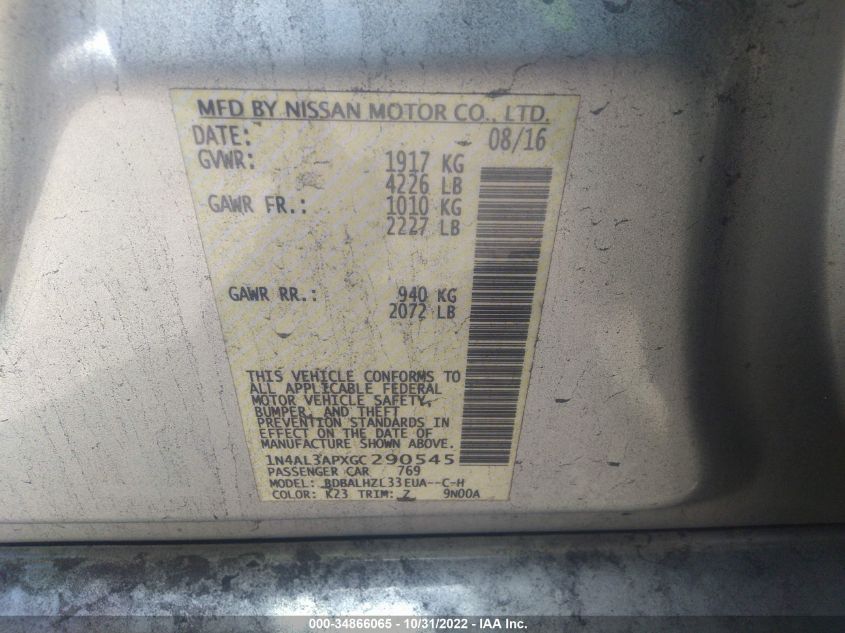 MFD BY NISSAN MOTOR CO., LTD.
DATE: 08/16
GVWR: 1917 KG
4226 LB
GAWR FR.: 1010 KG
2227 LB
GAWR RR.: 940 KG
2072 LB
THIS VEHICLE CONFORMS TO
ALL APPLICABLE FEDERAL
MOTOR VEHICLE SAFETY,
BUMPER, AND THEFT
PREVENTION STANDARDS IN
EFFECT ON THE DATE OF
MANUFACTURE SHOWN ABOVE.
1N4AL3APXGC290545
PASSENGER CAR 769
MODEL: BDBALHZL33EUA--C-H
COLOR: K23 TRIM: Z 9N00A
000-34866065 - 10/31/2022 - IAA Inc.